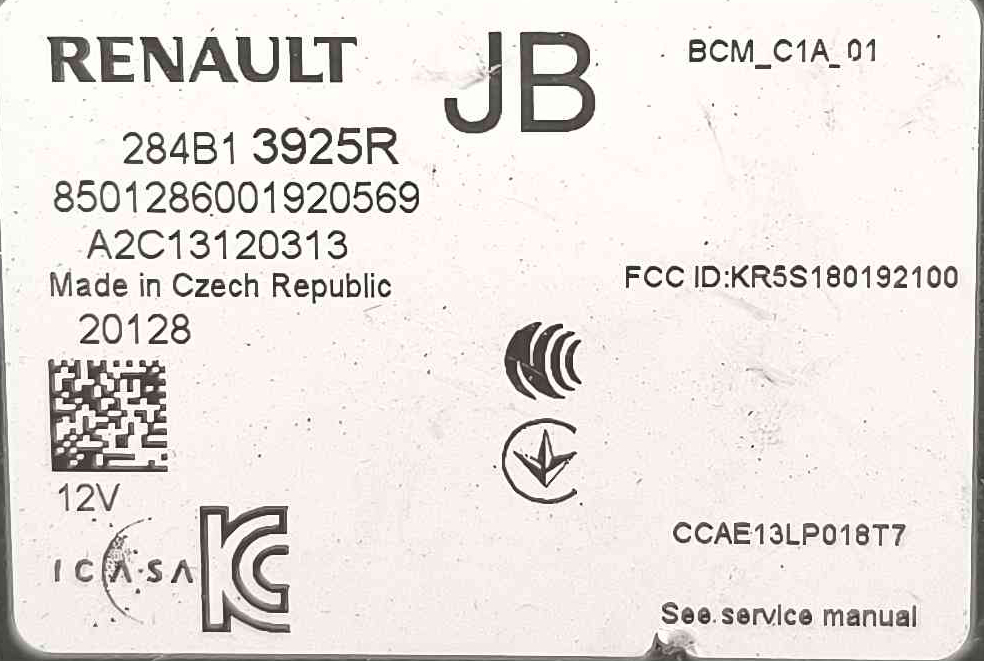 RENAULT
JB
BCM_C1A_01
284B1 3925R
8501286001920569
A2C13120313
Made in Czech Republic
FCC ID:KR5S180192100
20128
12V
ICASA
KC
CCAE13LP018T7
See service manual